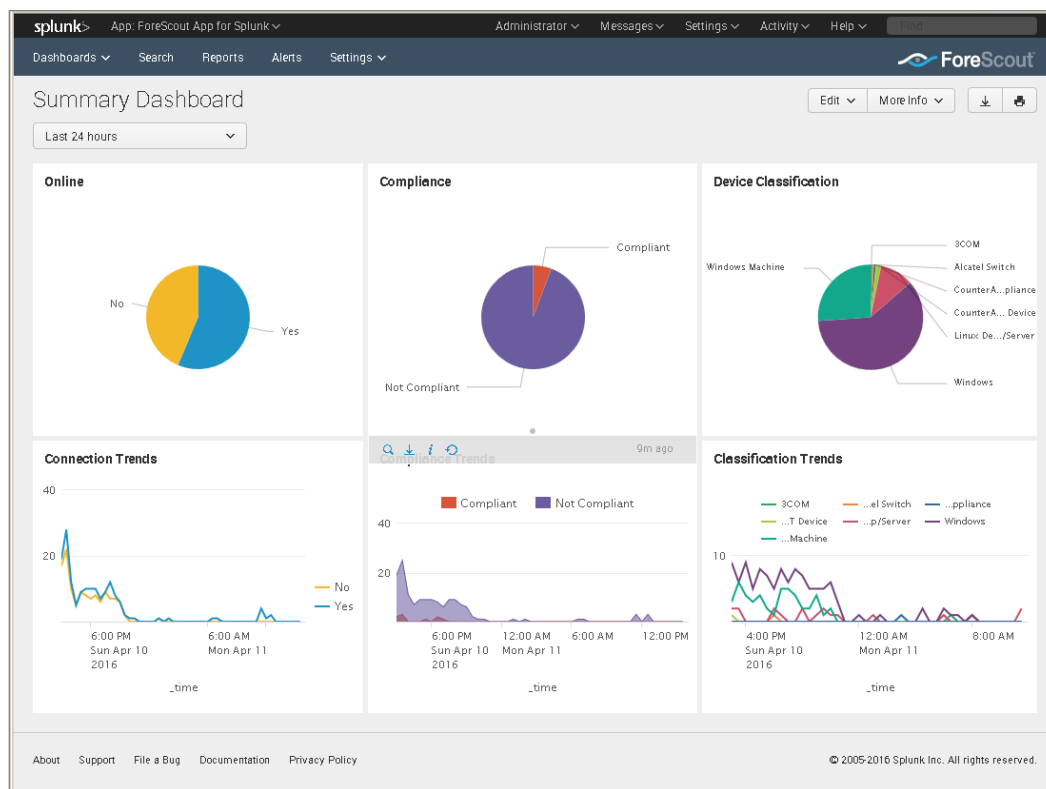 splunk> App: ForeScout App for Splunk Administrator Messages Settings Activity Help Find
Dashboards Search Reports Alerts Settings ForeScout
Summary Dashboard
Edit More Info
Last 24 hours
Online
No
Yes
Compliance
Compliant
Not Compliant
Device Classification
3COM
Windows Machine
Alcatel Switch
CounterA...pliance
CounterA... Device
Linux De.../Server
Windows
Connection Trends
40
20
No
Yes
6:00 PM 6:00 AM
Sun Apr 10 Mon Apr 11
2016
_time
9m ago
Compliance Trends
Compliant Not Compliant
40
20
6:00 PM 12:00 AM 6:00 AM 12:00 PM
Sun Apr 10 Mon Apr 11
2016
_time
Classification Trends
3COM ...el Switch ...ppliance
...T Device ...p/Server Windows
...Machine
10
4:00 PM 12:00 AM 8:00 AM
Sun Apr 10 Mon Apr 11
2016
_time
About Support File a Bug Documentation Privacy Policy © 2005-2016 Splunk Inc. All rights reserved.